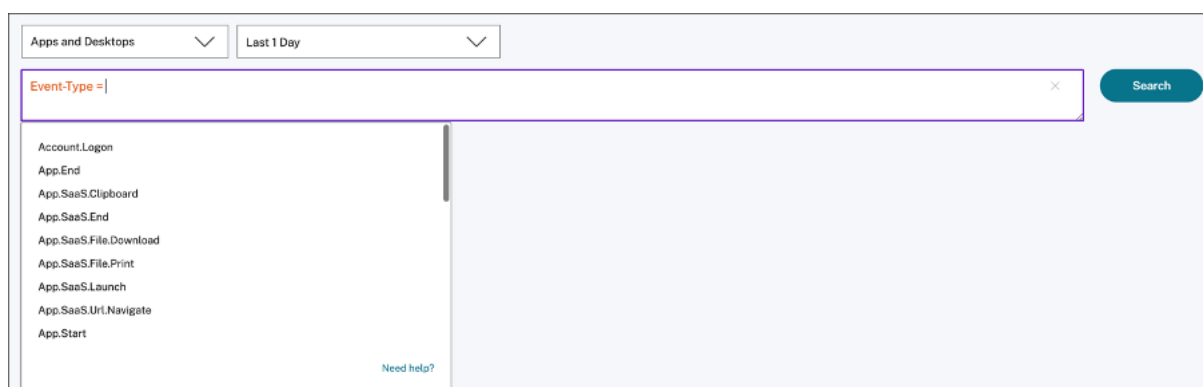 Apps and Desktops
Last 1 Day
Event-Type =
Search
Account.Logon
App.End
App.SaaS.Clipboard
App.SaaS.End
App.SaaS.File.Download
App.SaaS.File.Print
App.SaaS.Launch
App.SaaS.Url.Navigate
App.Start
Need help?